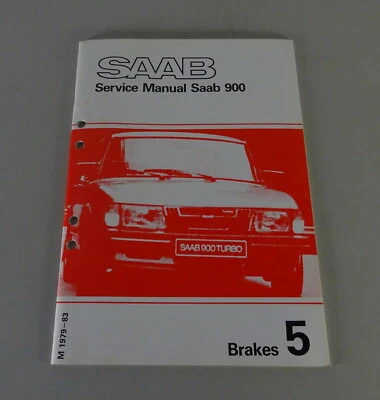 SAAB
Service Manual Saab 900
SAAB 900 TURBO
M 1979–83
Brakes 5